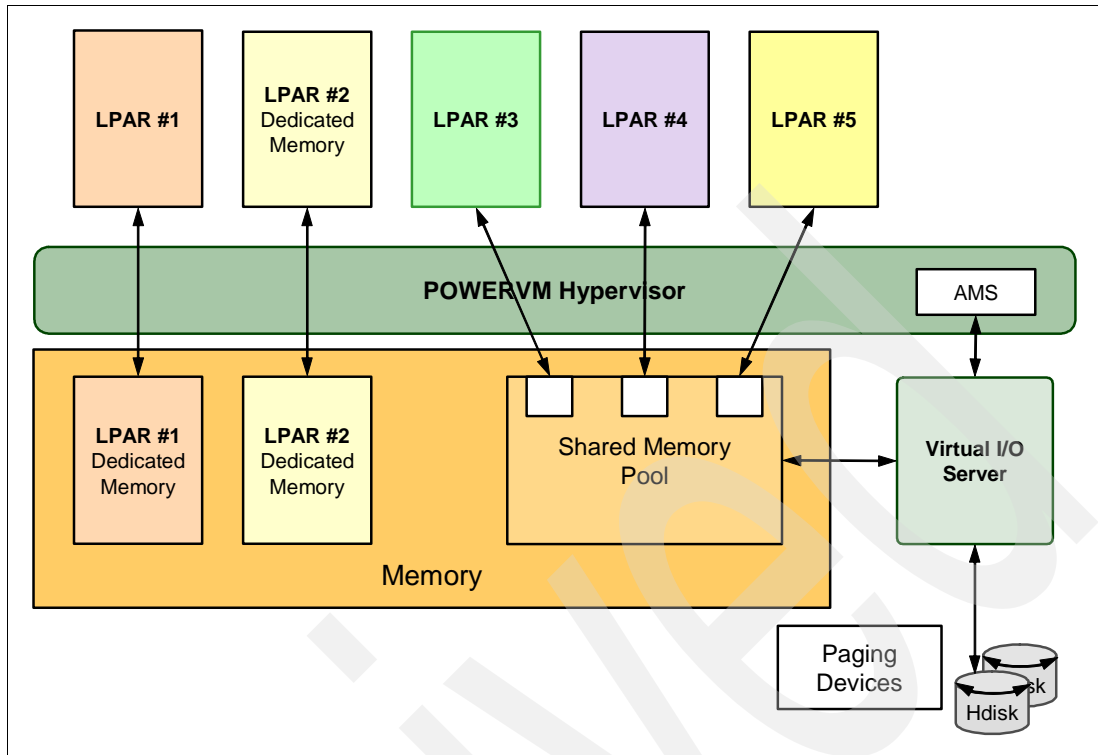 LPAR #1
LPAR #2
Dedicated
Memory
LPAR #3
LPAR #4
LPAR #5
POWERVM Hypervisor
AMS
LPAR #1
Dedicated
Memory
LPAR #2
Dedicated
Memory
Shared Memory
Pool
Virtual I/O
Server
Memory
Paging
Devices
Hdisk